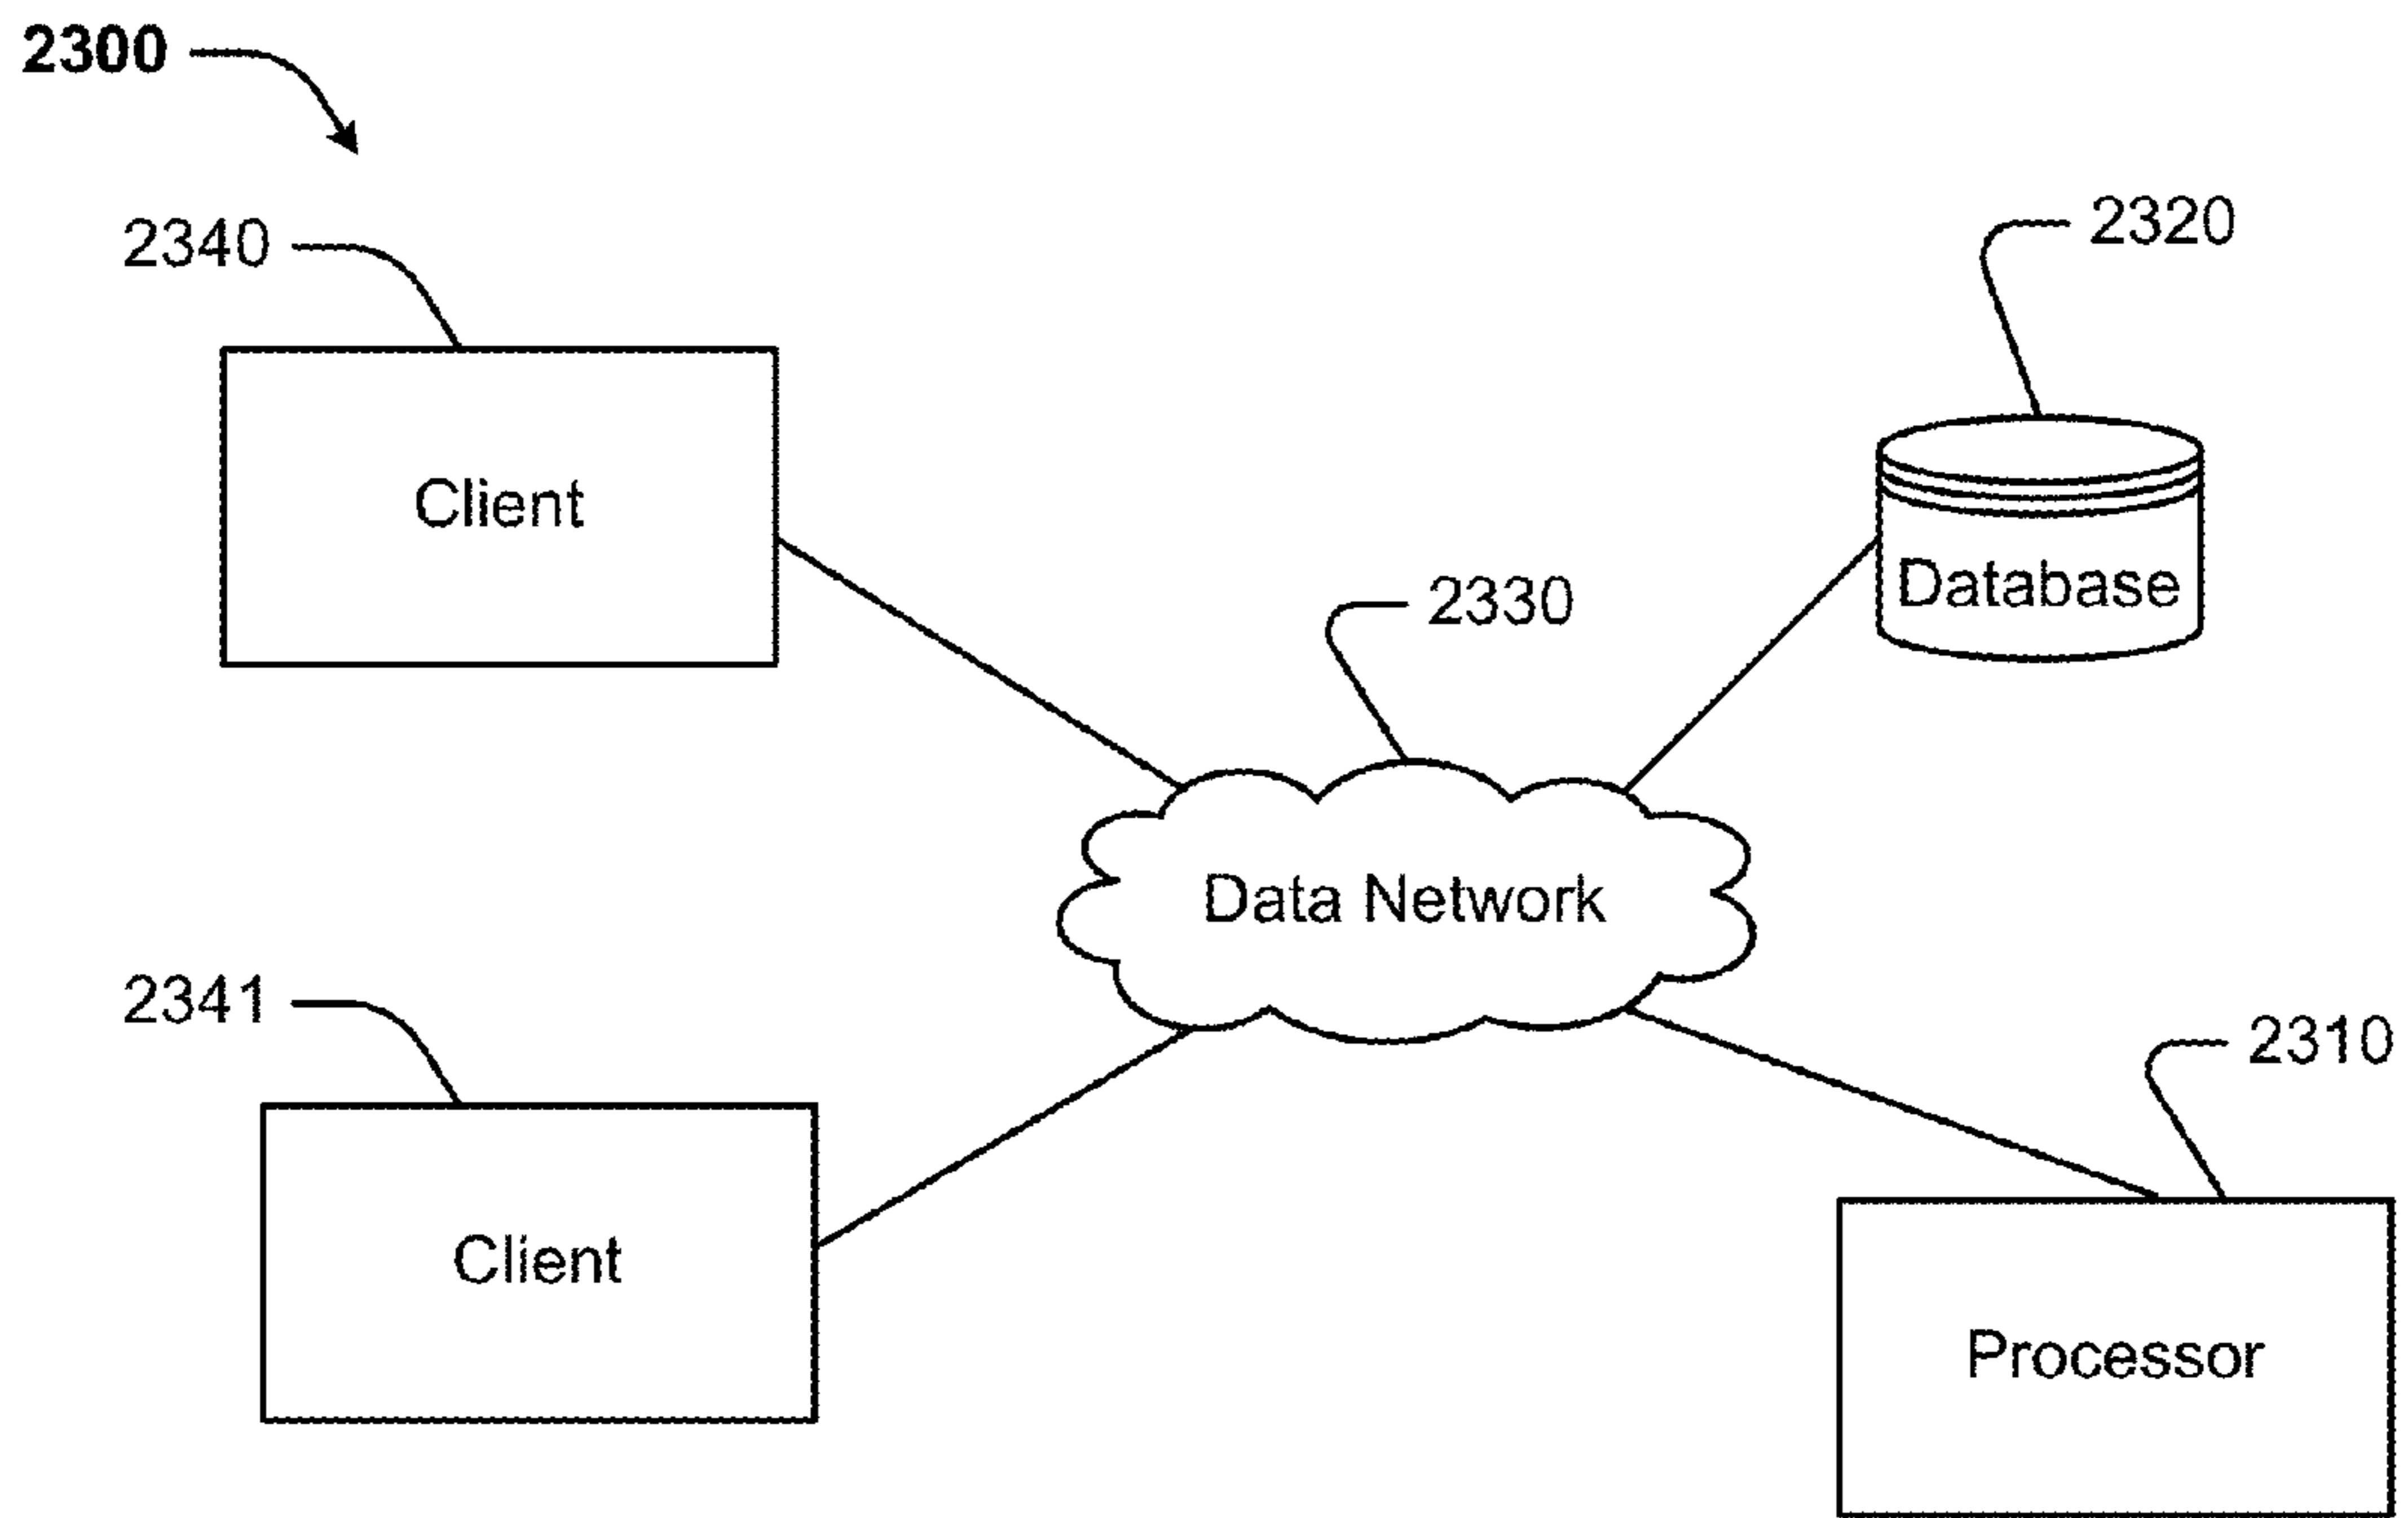 2300
2340
2320
Client
Database
2330
Data Network
2341
2310
Client
Processor